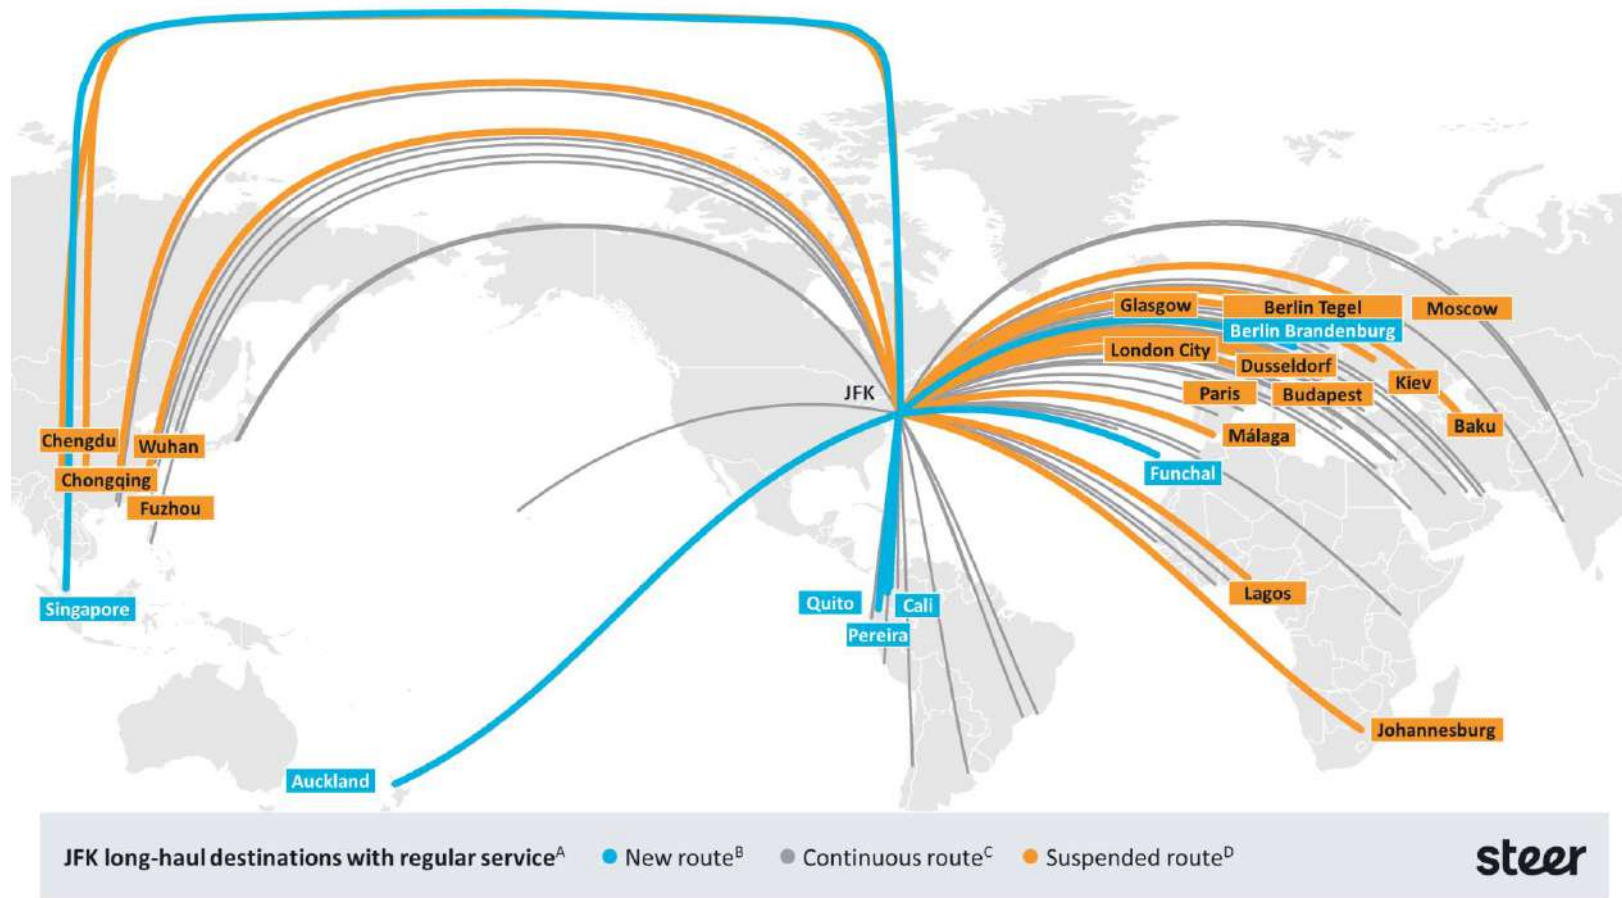 Glasgow
Berlin Tegel
Moscow
Berlin Brandenburg
London City
Dusseldorf
Kiev
JFK
Paris
Budapest
Baku
Málaga
Chengdu
Wuhan
Funchal
Chongqing
Fuzhou
Lagos
Singapore
Quito
Cali
Pereira
Johannesburg
Auckland
JFK long-haul destinations with regular serviceᴬ
New routeᴮ
Continuous routeᶜ
Suspended routeᴰ
steer